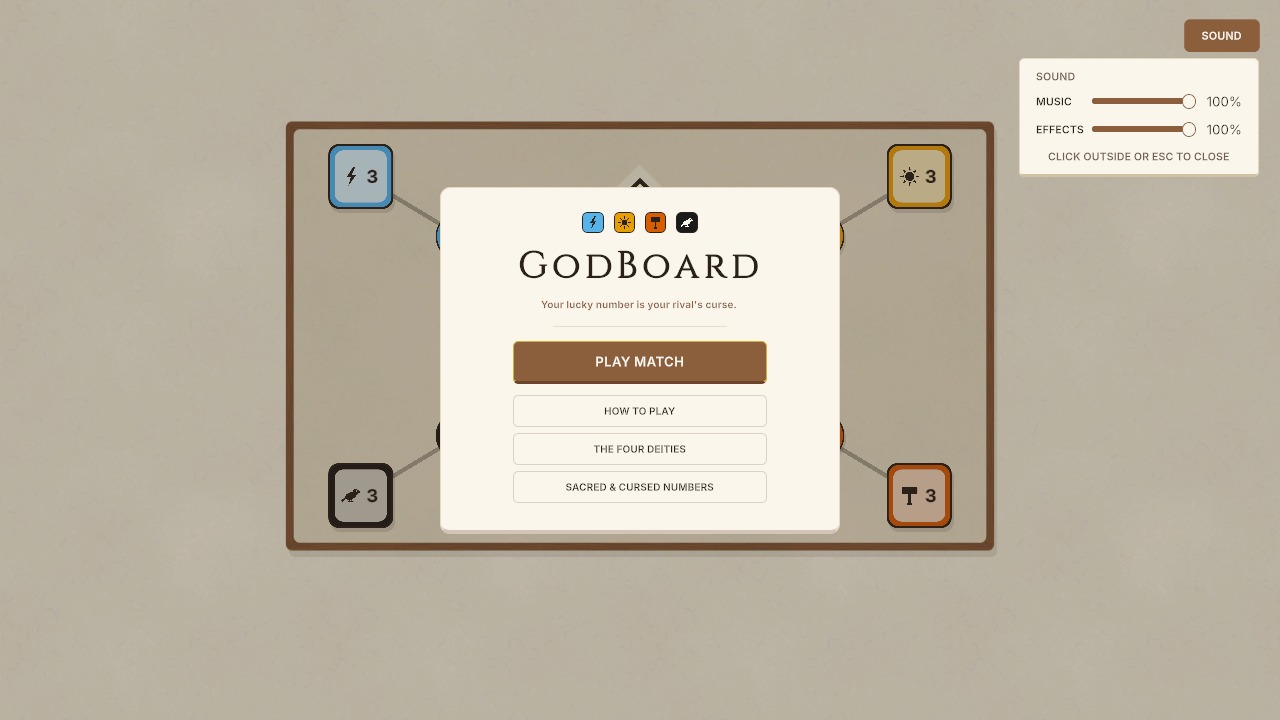 SOUND
SOUND
MUSIC 100%
EFFECTS 100%
CLICK OUTSIDE OR ESC TO CLOSE
3
3
GODBOARD
Your lucky number is your rival's curse.
PLAY MATCH
HOW TO PLAY
THE FOUR DEITIES
SACRED & CURSED NUMBERS
3
3